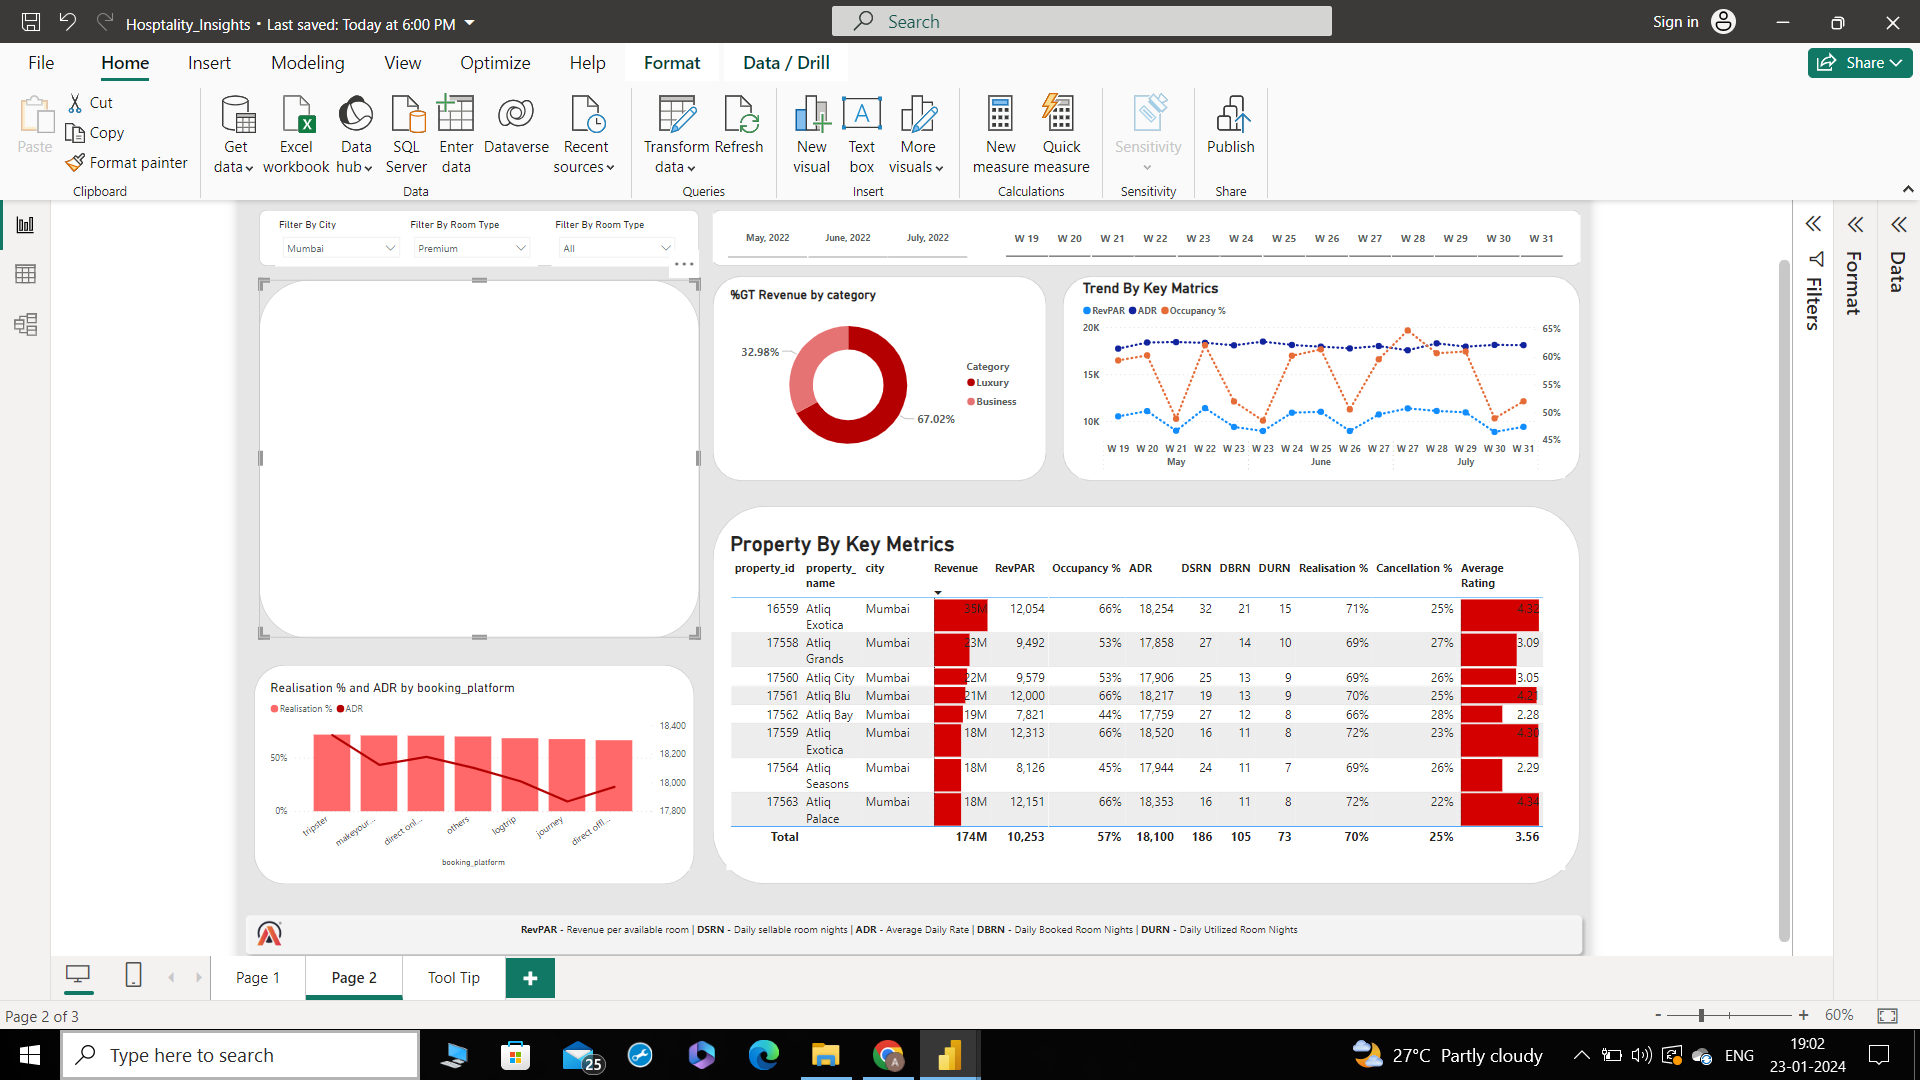 Hosptality_Insights • Last saved: Today at 6:00 PM
Search
Sign in
File Home Insert Modeling View Optimize Help Format Data / Drill
Share
Paste
Cut
Copy
Format painter
Clipboard
Get data
Excel workbook
Data hub
SQL Server
Enter data
Dataverse
Recent sources
Data
Transform data
Refresh
Queries
New visual
Text box
More visuals
Insert
New measure
Quick measure
Calculations
Sensitivity
Sensitivity
Publish
Share
Filter By City Filter By Room Type Filter By Room Type
Mumbai Premium All
May, 2022 June, 2022 July, 2022
W 19 W 20 W 21 W 22 W 23 W 24 W 25 W 26 W 27 W 28 W 29 W 30 W 31
Filters
Format
Data
%GT Revenue by category
32.98%
67.02%
Category
Luxury
Business
Trend By Key Metrics
RevPAR ADR Occupancy %
20K
15K
10K
65%
60%
55%
50%
45%
W 19 W 20 W 21 W 22 W 23 W 23 W 24 W 25 W 26 W 27 W 27 W 28 W 29 W 30 W 31
May June July
Property By Key Metrics
property_id property_name city Revenue RevPAR Occupancy % ADR DSRN DBRN DURN Realisation % Cancellation % Average Rating
16559 Atliq Exotica Mumbai 35M 12,054 66% 18,254 32 21 15 71% 25% 4.32
17558 Atliq Grands Mumbai 23M 9,492 53% 17,858 27 14 10 69% 27% 3.09
17560 Atliq City Mumbai 22M 9,579 53% 17,906 25 13 9 69% 26% 3.05
17561 Atliq Blu Mumbai 21M 12,000 66% 18,217 19 13 9 70% 25% 4.21
17562 Atliq Bay Mumbai 19M 7,821 44% 17,759 27 12 8 66% 28% 2.28
17559 Atliq Exotica Mumbai 18M 12,313 66% 18,520 16 11 8 72% 23% 4.30
17564 Atliq Seasons Mumbai 18M 8,126 45% 17,944 24 11 7 69% 26% 2.29
17563 Atliq Palace Mumbai 18M 12,151 66% 18,353 16 11 8 72% 22%
Total 174M 10,253 57% 18,100 186 105 73 70% 25% 3.56
Realisation % and ADR by booking_platform
Realisation % ADR
50%
0%
18,400
18,200
18,000
17,800
tripster makeyour... direct onl... others logtrip journey direct offl...
booking_platform
RevPAR - Revenue per available room | DSRN - Daily sellable room nights | ADR - Average Daily Rate | DBRN - Daily Booked Room Nights | DURN - Daily Utilized Room Nights
Page 1 Page 2 Tool Tip +
Page 2 of 3
- + 60%
Type here to search
25
27°C Partly cloudy
ENG
19:02
23-01-2024